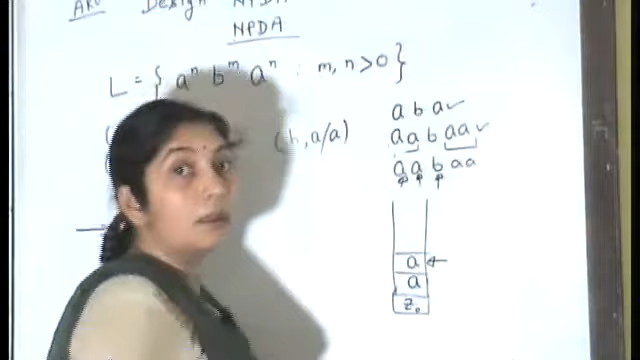 Design
NPDA
L = { aⁿ bᵐ aⁿ : m, n > 0 }
(b, a/a)
a b a ✓
a a b a a ✓
a a b a a
a
a
z₀